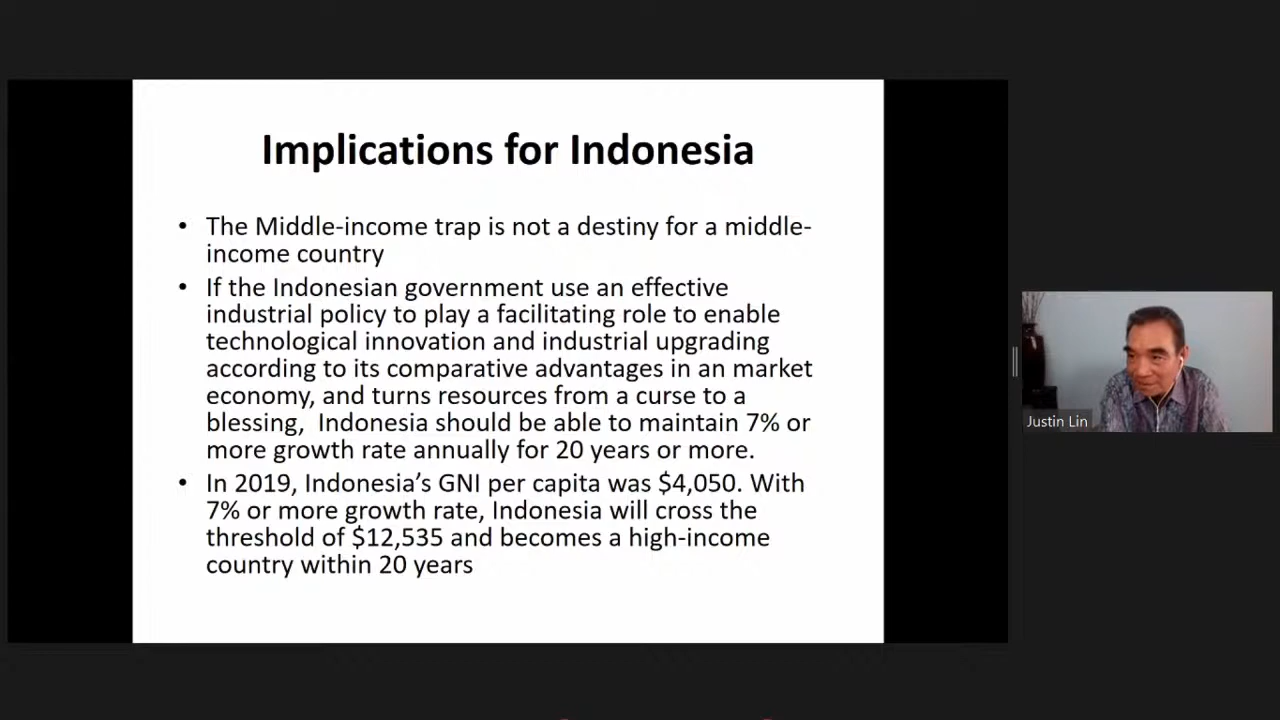 Implications for Indonesia
• The Middle-income trap is not a destiny for a middle-
income country
• If the Indonesian government use an effective
industrial policy to play a facilitating role to enable
technological innovation and industrial upgrading
according to its comparative advantages in an market
economy, and turns resources from a curse to a
blessing,  Indonesia should be able to maintain 7% or
more growth rate annually for 20 years or more.
• In 2019, Indonesia’s GNI per capita was $4,050. With
7% or more growth rate, Indonesia will cross the
threshold of $12,535 and becomes a high-income
country within 20 years
Justin Lin